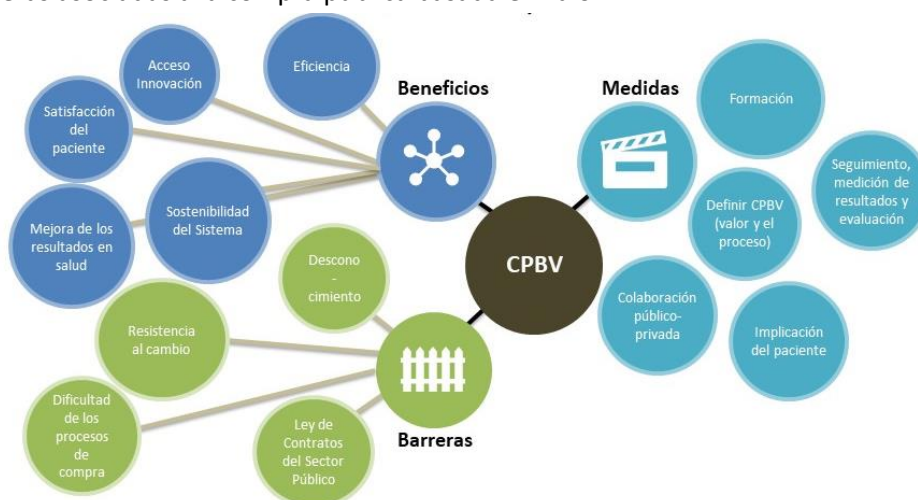 Acceso
Innovación
Eficiencia
Satisfacción
del
paciente
Mejora de los
resultados en
salud
Sostenibilidad
del Sistema
Beneficios
Medidas
Formación
Seguimiento,
medición de
resultados y
evaluación
Definir CPBV
(valor y el
proceso)
Colaboración
público-
privada
Implicación
del paciente
CPBV
Descono
-
cimiento
Resistencia
al cambio
Dificultad
de los
procesos
de
compra
Ley de
Contratos
del Sector
Público
Barreras